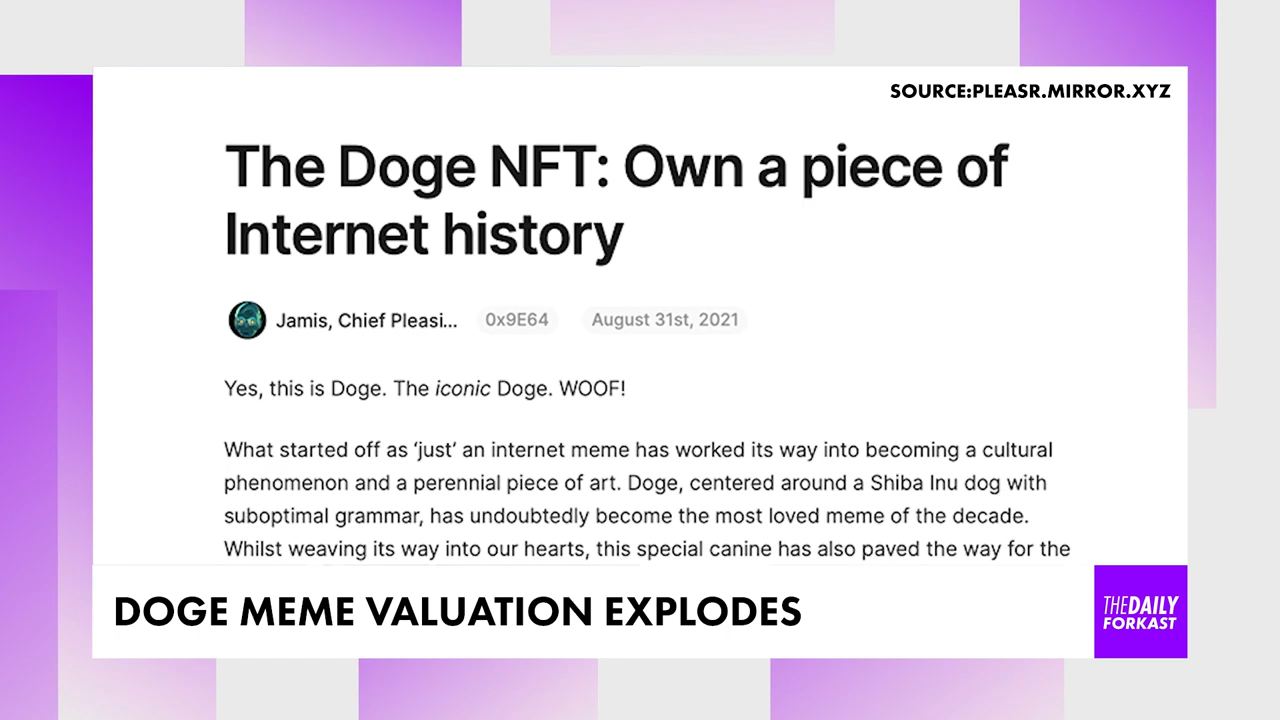 SOURCE:PLEASR.MIRROR.XYZ
The Doge NFT: Own a piece of
Internet history
Jamis, Chief Pleasi... 0x9E64 August 31st, 2021
Yes, this is Doge. The iconic Doge. WOOF!
What started off as ‘just’ an internet meme has worked its way into becoming a cultural
phenomenon and a perennial piece of art. Doge, centered around a Shiba Inu dog with
suboptimal grammar, has undoubtedly become the most loved meme of the decade.
Whilst weaving its way into our hearts, this special canine has also paved the way for the
DOGE MEME VALUATION EXPLODES
THE DAILY
FORKAST